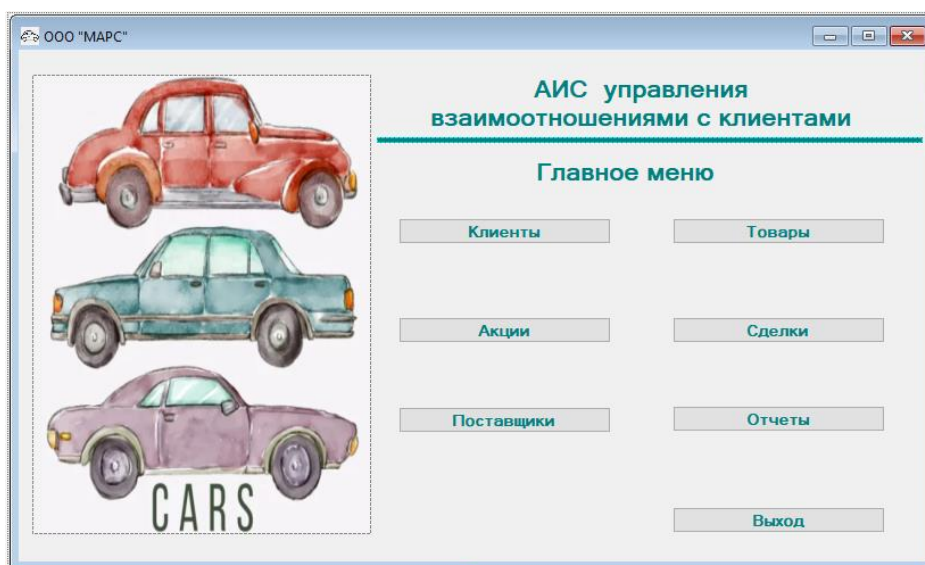 ООО "МАРС"
АИС управления
взаимоотношениями с клиентами
Главное меню
Клиенты
Товары
Акции
Сделки
Поставщики
Отчеты
Выход
CARS